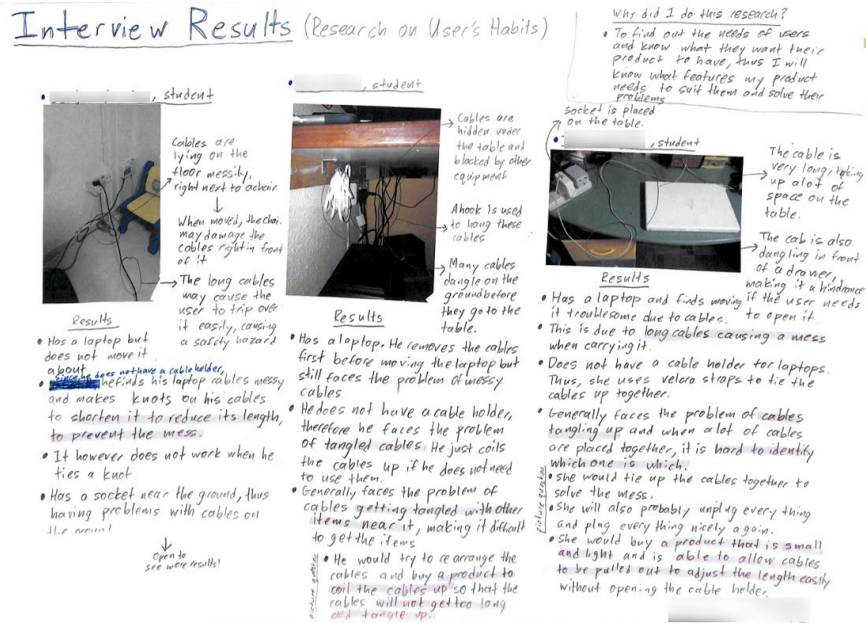 Interview Results (Research on User's Habits)
Why did I do this research?
• To find out the needs of users
and know what they want their
product to have, thus I will
know what features my product
needs to suit them and solve their
problems
, student
Cables are
lying on the
floor messily,
right next to a chair
When moved, the chair
may damage the
cables right in front
of it
The long cables
may cause the
user to trip over
it easily, causing
a safety hazard
Results
• Has a laptop but
does not move it
about
since he does not have a cable holder,
• he finds his laptop cables messy
and makes knots on his cables
to shorten it to reduce its length,
to prevent the mess.
• It however does not work when he
ties a knot
• Has a socket near the ground, thus
having problems with cables on
the ground
Open to
see more results!
, student
Cables are
hidden under
the table and
blocked by other
equipment
A hook is used
to hang these
cables
Many cables
dangle on the
ground before
they go to the
table.
Results
• Has a laptop. He removes the cables
first before moving the laptop but
still faces the problem of messy
cables
• He does not have a cable holder,
therefore he faces the problem
of tangled cables. He just coils
the cables up if he does not need
to use them.
• Generally faces the problem of
cables getting tangled with other
items near it, making it difficult
to get the items
picture question
• He would try to rearrange the
cables and buy a product to
coil the cables up so that the
cables will not get too long
and tangle up.
socket is placed
on the table.
, student
The cable is
very long, taking
up alot of
space on the
table.
The cab is also
dangling in front
of a drawer,
making it a hindrance
if the user needs
to open it
Results
• Has a laptop and finds moving
it troublesome due to cables.
• This is due to long cables causing a mess
when carrying it.
• Does not have a cable holder for laptops.
Thus, she uses velcro straps to tie the
cables up together.
• Generally faces the problem of cables
tangling up and when a lot of cables
are placed together, it is hard to identify
which one is which.
picture question
• She would tie up the cables together to
solve the mess.
• She will also probably unplug every thing
and plug every thing nicely again.
• She would buy a product that is small
and light and is able to allow cables
to be pulled out to adjust the length easily
without opening the cable holder.